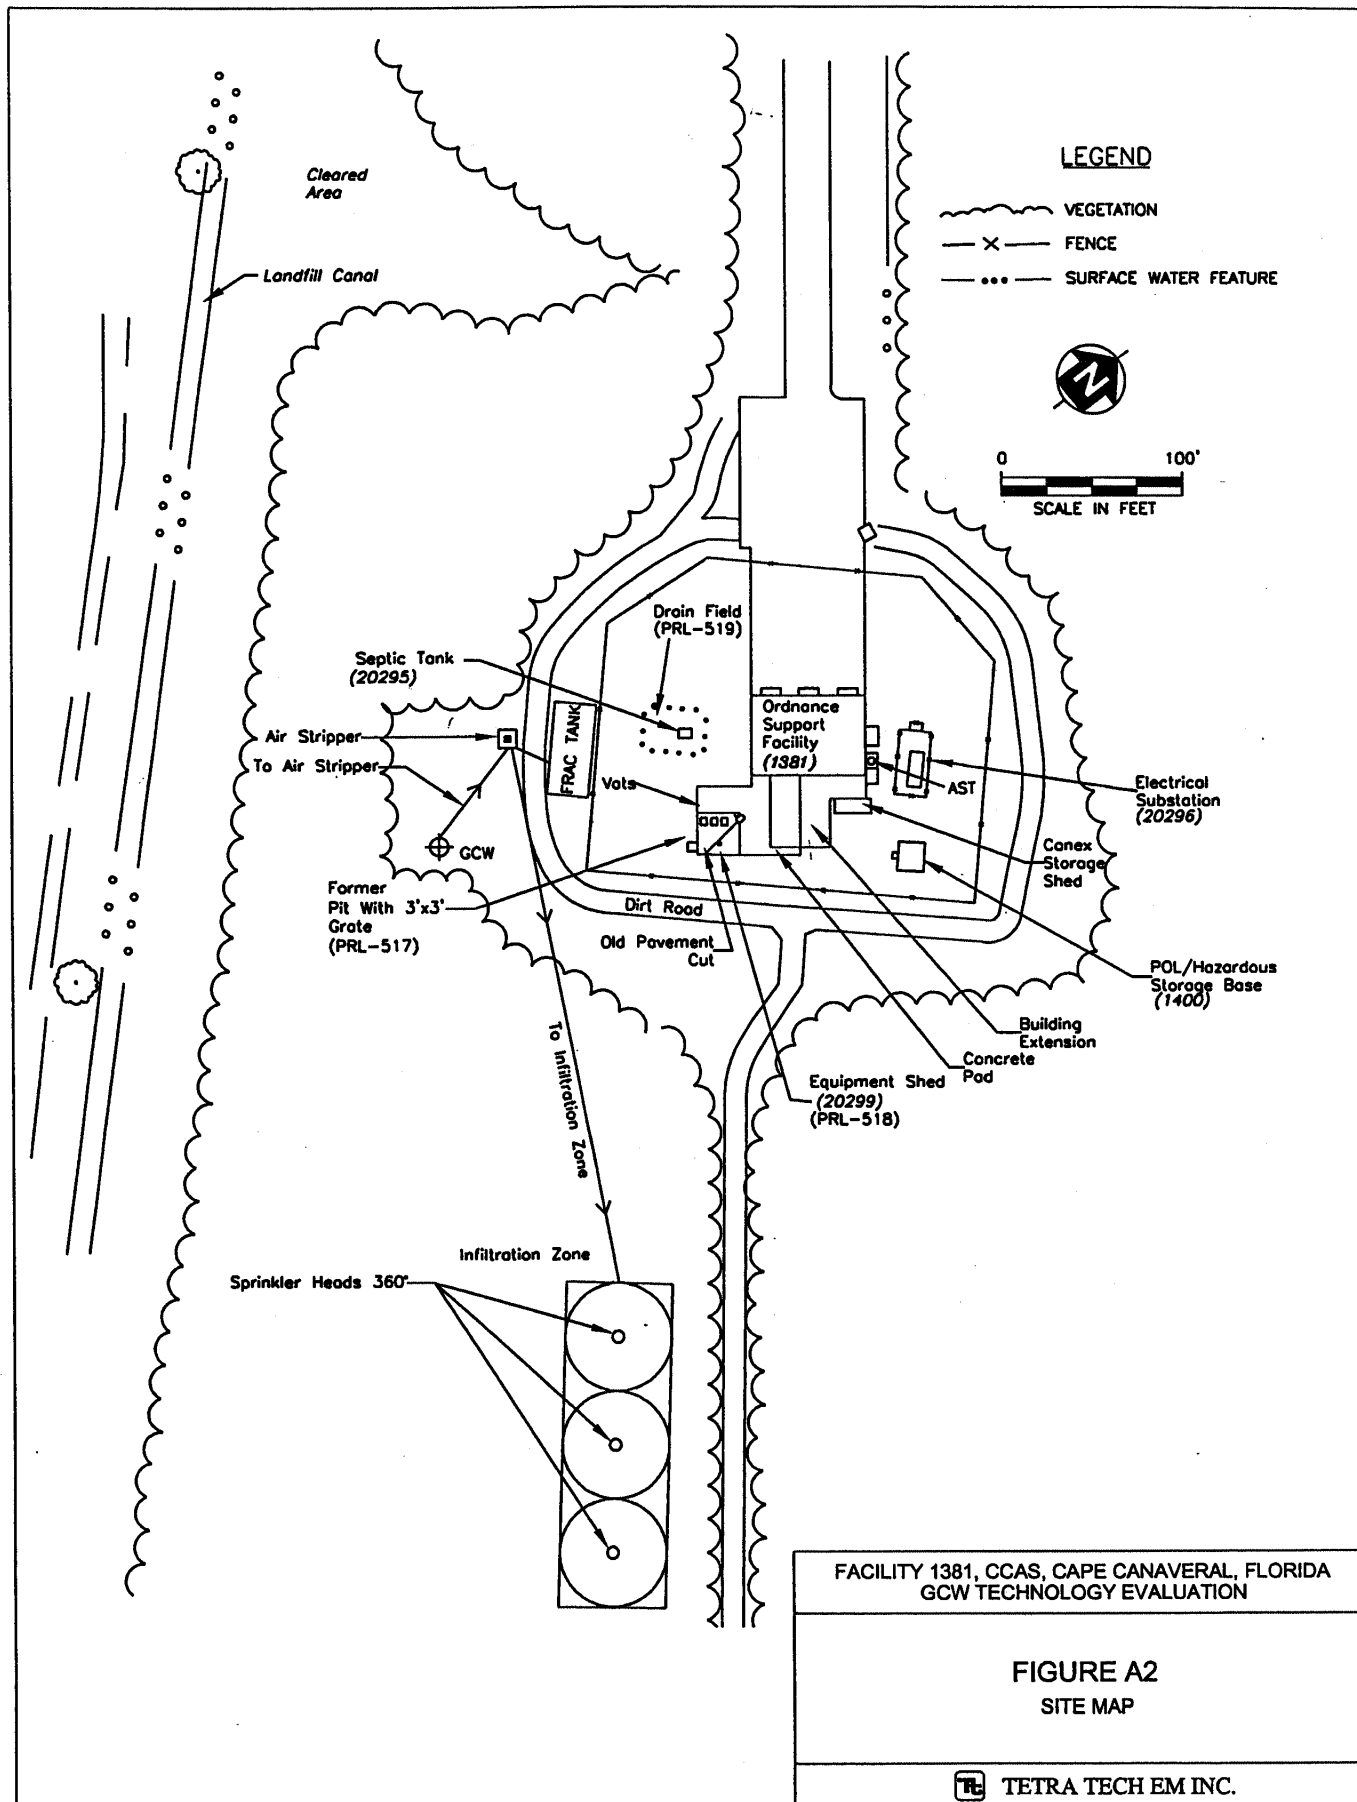 Cleared
Area
Landfill Canal
LEGEND
VEGETATION
FENCE
SURFACE WATER FEATURE
N
0 100'
SCALE IN FEET
Drain Field
(PRL-519)
Septic Tank
(20295)
Air Stripper
To Air Stripper
FRAC TANK
Vats
Ordnance
Support
Facility
(1381)
AST
Electrical
Substation
(20296)
Conex
Storage
Shed
GCW
Former
Pit With 3'x3'
Grate
(PRL-517)
Dirt Road
Old Pavement
Cut
POL/Hazardous
Storage Base
(1400)
Building
Extension
Concrete
Pad
Equipment Shed
(20299)
(PRL-518)
To Infiltration Zone
Infiltration Zone
Sprinkler Heads 360°
FACILITY 1381, CCAS, CAPE CANAVERAL, FLORIDA
GCW TECHNOLOGY EVALUATION
FIGURE A2
SITE MAP
Tt TETRA TECH EM INC.